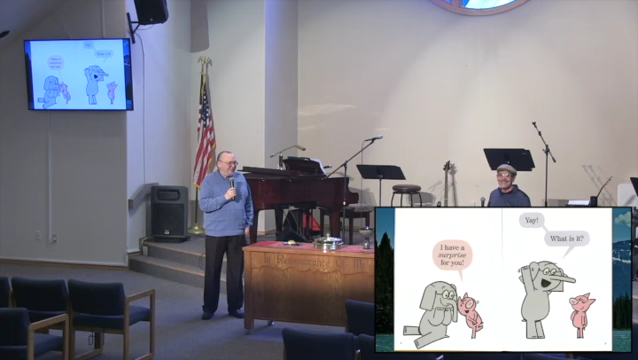 I have a
surprise
for you!
Yay!
What is it?